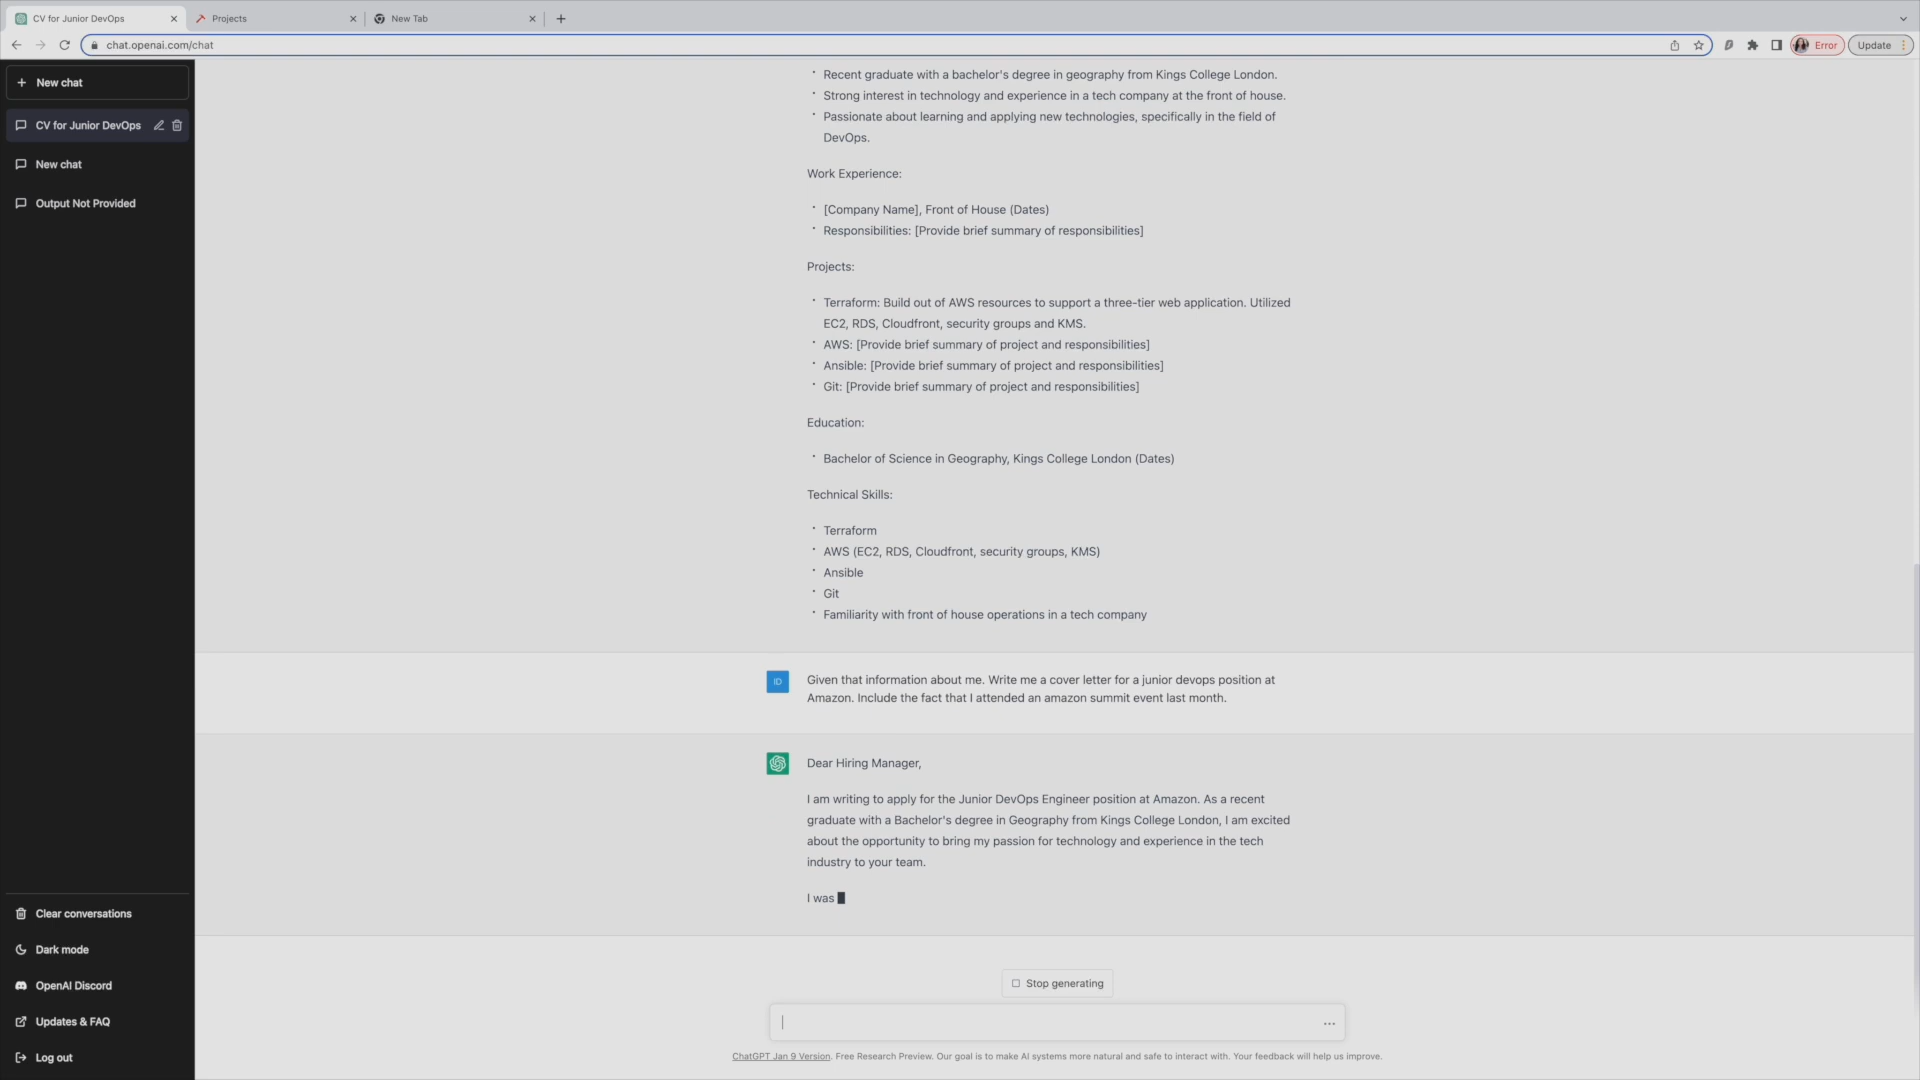 CV for Junior DevOps
Projects
New Tab
chat.openai.com/chat
Error
Update
New chat
CV for Junior DevOps
New chat
Output Not Provided
Clear conversations
Dark mode
OpenAI Discord
Updates & FAQ
Log out
Recent graduate with a bachelor's degree in geography from Kings College London.
Strong interest in technology and experience in a tech company at the front of house.
Passionate about learning and applying new technologies, specifically in the field of
DevOps.
Work Experience:
[Company Name], Front of House (Dates)
Responsibilities: [Provide brief summary of responsibilities]
Projects:
Terraform: Build out of AWS resources to support a three-tier web application. Utilized
EC2, RDS, Cloudfront, security groups and KMS.
AWS: [Provide brief summary of project and responsibilities]
Ansible: [Provide brief summary of project and responsibilities]
Git: [Provide brief summary of project and responsibilities]
Education:
Bachelor of Science in Geography, Kings College London (Dates)
Technical Skills:
Terraform
AWS (EC2, RDS, Cloudfront, security groups, KMS)
Ansible
Git
Familiarity with front of house operations in a tech company
ID
Given that information about me. Write me a cover letter for a junior devops position at
Amazon. Include the fact that I attended an amazon summit event last month.
Dear Hiring Manager,
I am writing to apply for the Junior DevOps Engineer position at Amazon. As a recent
graduate with a Bachelor's degree in Geography from Kings College London, I am excited
about the opportunity to bring my passion for technology and experience in the tech
industry to your team.
I was
Stop generating
ChatGPT Jan 9 Version. Free Research Preview. Our goal is to make AI systems more natural and safe to interact with. Your feedback will help us improve.